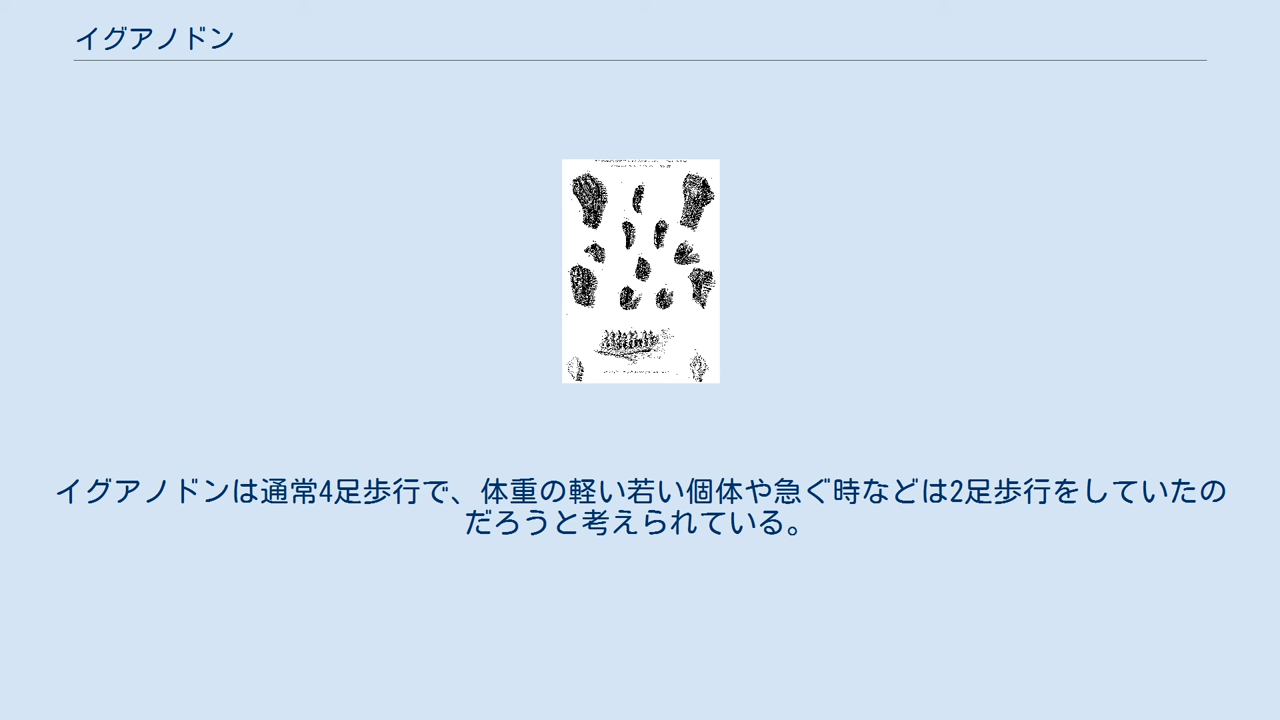 イグアノドン
イグアノドンは通常4足歩行で、体重の軽い若い個体や急ぐ時などは2足歩行をしていたの
だろうと考えられている。